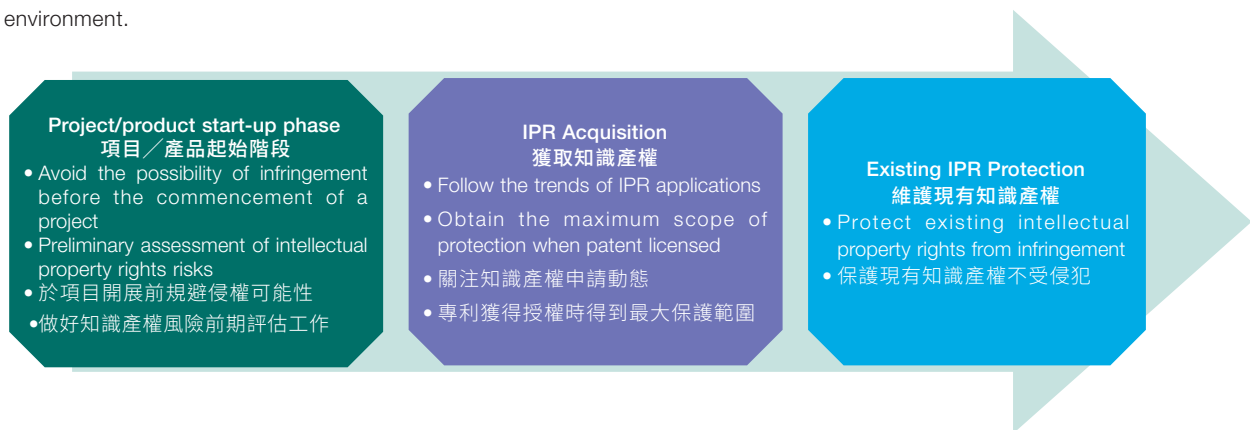 environment.
Project/product start-up phase
項目／產品起始階段
• Avoid the possibility of infringement
before the commencement of a
project
• Preliminary assessment of intellectual
property rights risks
• 於項目開展前規避侵權可能性
•做好知識產權風險前期評估工作
IPR Acquisition
獲取知識產權
• Follow the trends of IPR applications
• Obtain the maximum scope of
protection when patent licensed
• 關注知識產權申請動態
• 專利獲得授權時得到最大保護範圍
Existing IPR Protection
維護現有知識產權
• Protect existing intellectual
property rights from infringement
• 保護現有知識產權不受侵犯